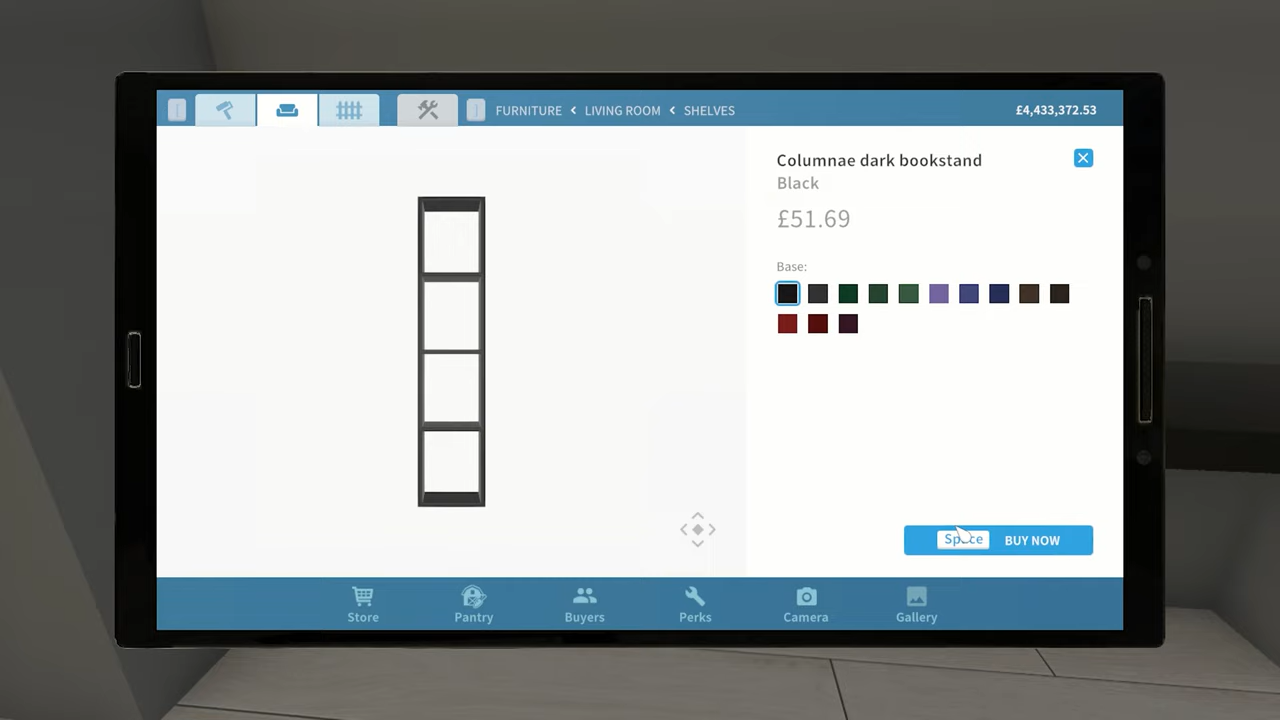 FURNITURE < LIVING ROOM < SHELVES
£4,433,372.53
Columnae dark bookstand
Black
£51.69
Base:
Space BUY NOW
Store Pantry Buyers Perks Camera Gallery